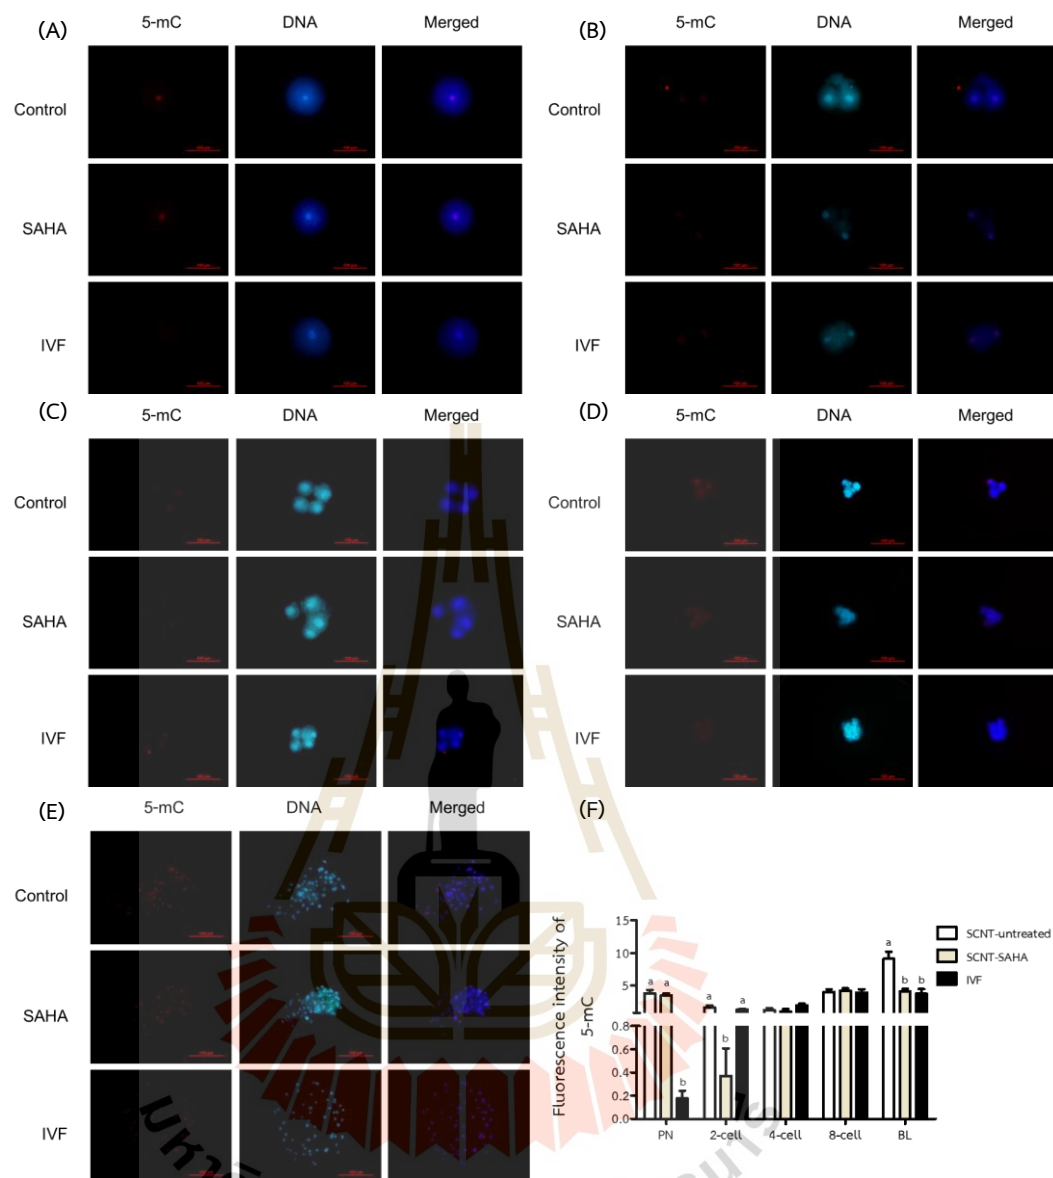 (A) 5-mC DNA Merged
Control
SAHA
IVF
(B) 5-mC DNA Merged
Control
SAHA
IVF
(C) 5-mC DNA Merged
Control
SAHA
IVF
(D) 5-mC DNA Merged
Control
SAHA
IVF
(E) 5-mC DNA Merged
Control
SAHA
IVF
(F)
Fluorescence intensity of
5-mC
15
10
5
0.8
0.6
0.4
0.2
0.0
a a b
a b a
a b b
PN 2-cell 4-cell 8-cell BL
SCNT-untreated
SCNT-SAHA
IVF